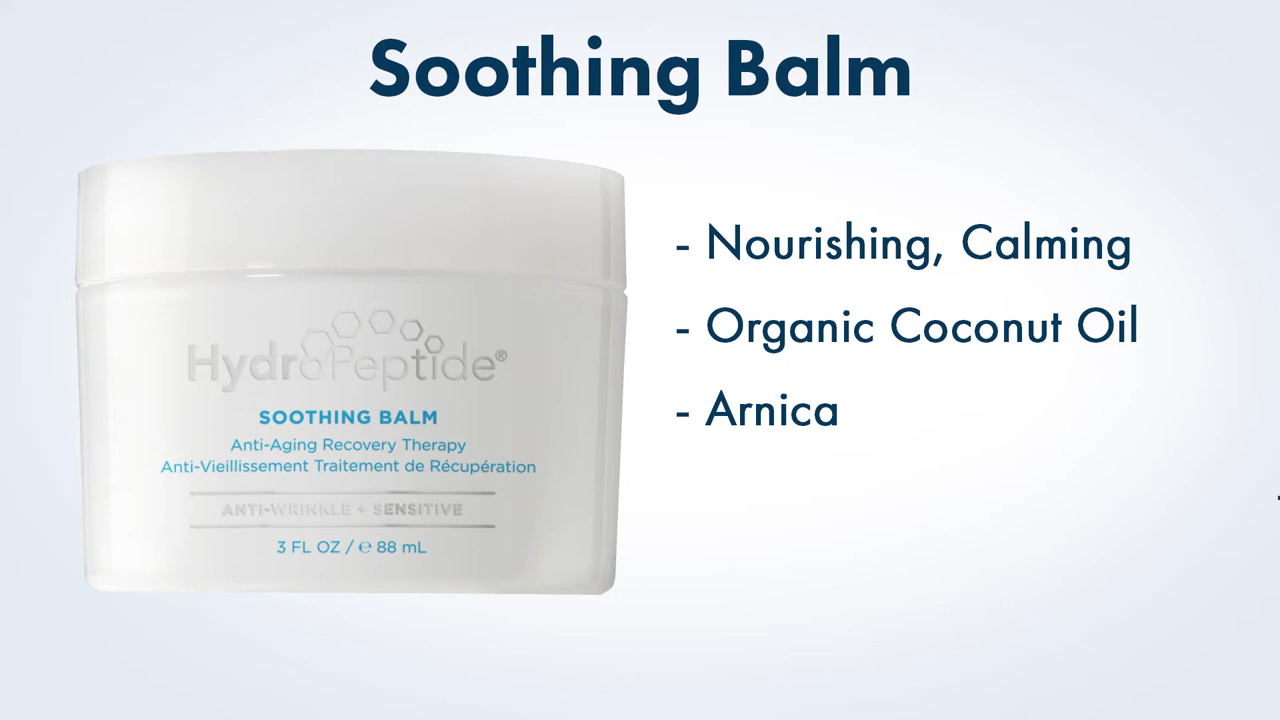 Soothing Balm
- Nourishing, Calming
- Organic Coconut Oil
- Arnica
HydroPeptide®
SOOTHING BALM
Anti-Aging Recovery Therapy
Anti-Vieillissement Traitement de Récupération
ANTI-WRINKLE + SENSITIVE
3 FL OZ / ℮ 88 mL